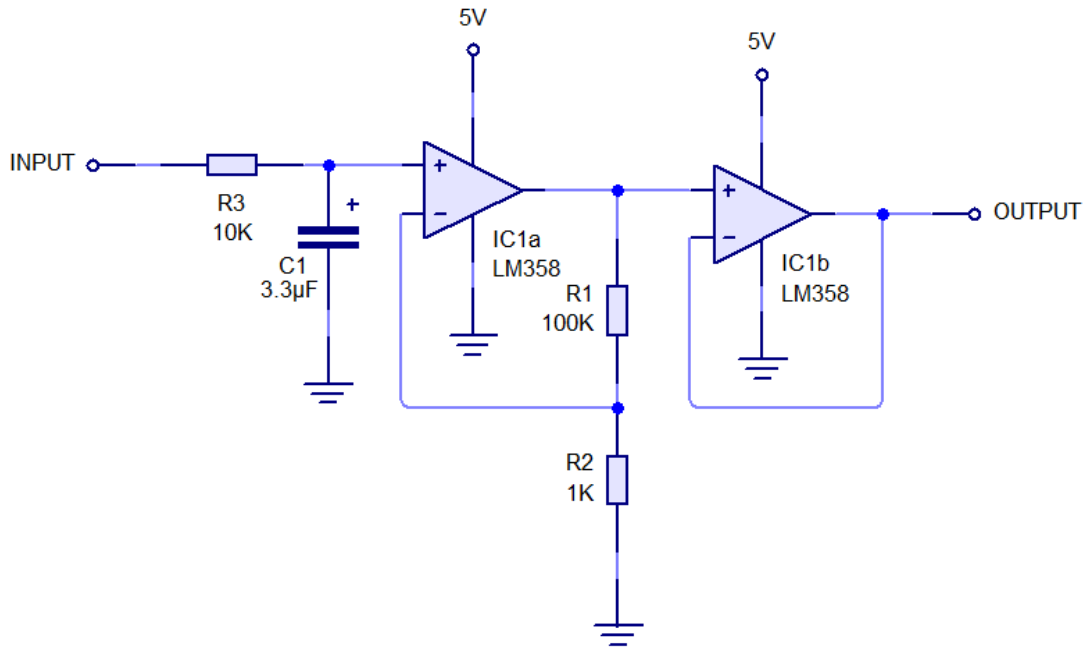 5V
5V
INPUT
+
+
R3
10K
+
−
−
OUTPUT
C1
3.3µF
IC1a
LM358
IC1b
LM358
R1
100K
R2
1K